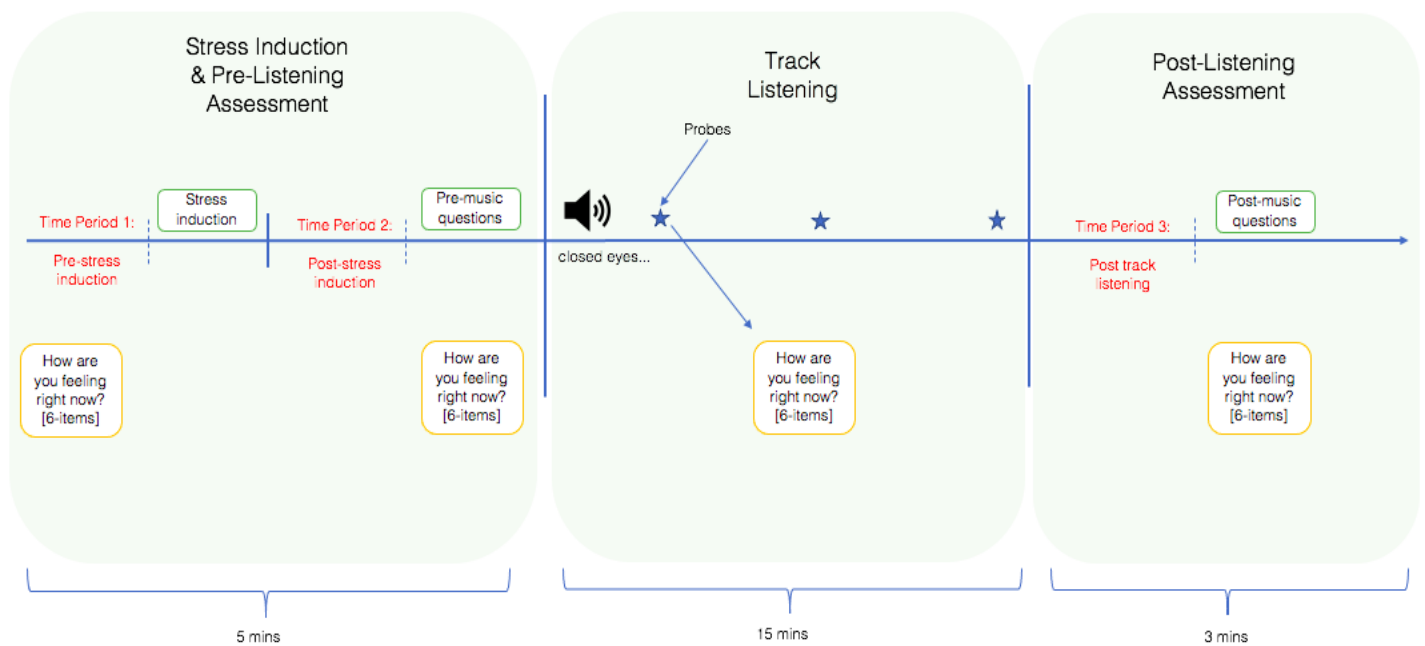 Stress Induction
& Pre-Listening
Assessment
Track
Listening
Post-Listening
Assessment
Probes
Time Period 1:
Pre-stress
induction
Stress
induction
Time Period 2:
Post-stress
induction
Pre-music
questions
closed eyes...
Time Period 3:
Post track
listening
Post-music
questions
How are
you feeling
right now?
[6-items]
How are
you feeling
right now?
[6-items]
How are
you feeling
right now?
[6-items]
How are
you feeling
right now?
[6-items]
5 mins
15 mins
3 mins